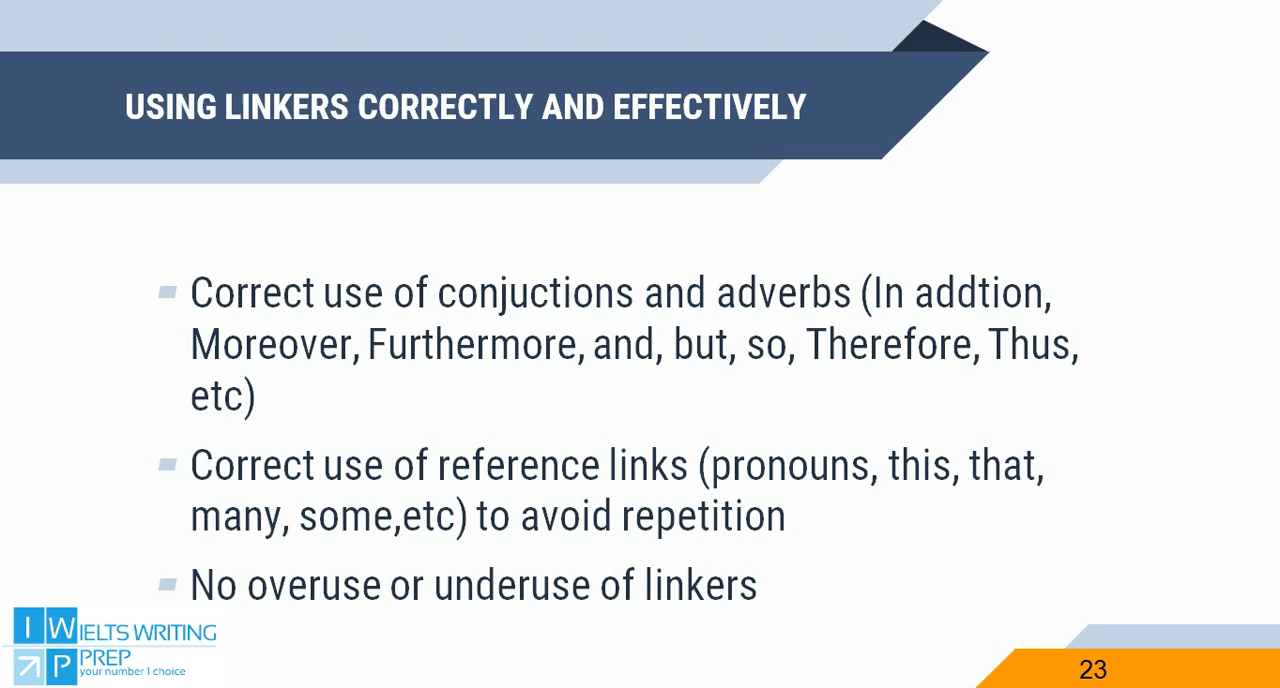 USING LINKERS CORRECTLY AND EFFECTIVELY
Correct use of conjuctions and adverbs (In addtion,
Moreover, Furthermore, and, but, so, Therefore, Thus,
etc)
Correct use of reference links (pronouns, this, that,
many, some,etc) to avoid repetition
No overuse or underuse of linkers
I W IELTS WRITING
P PREP
your number 1 choice
23